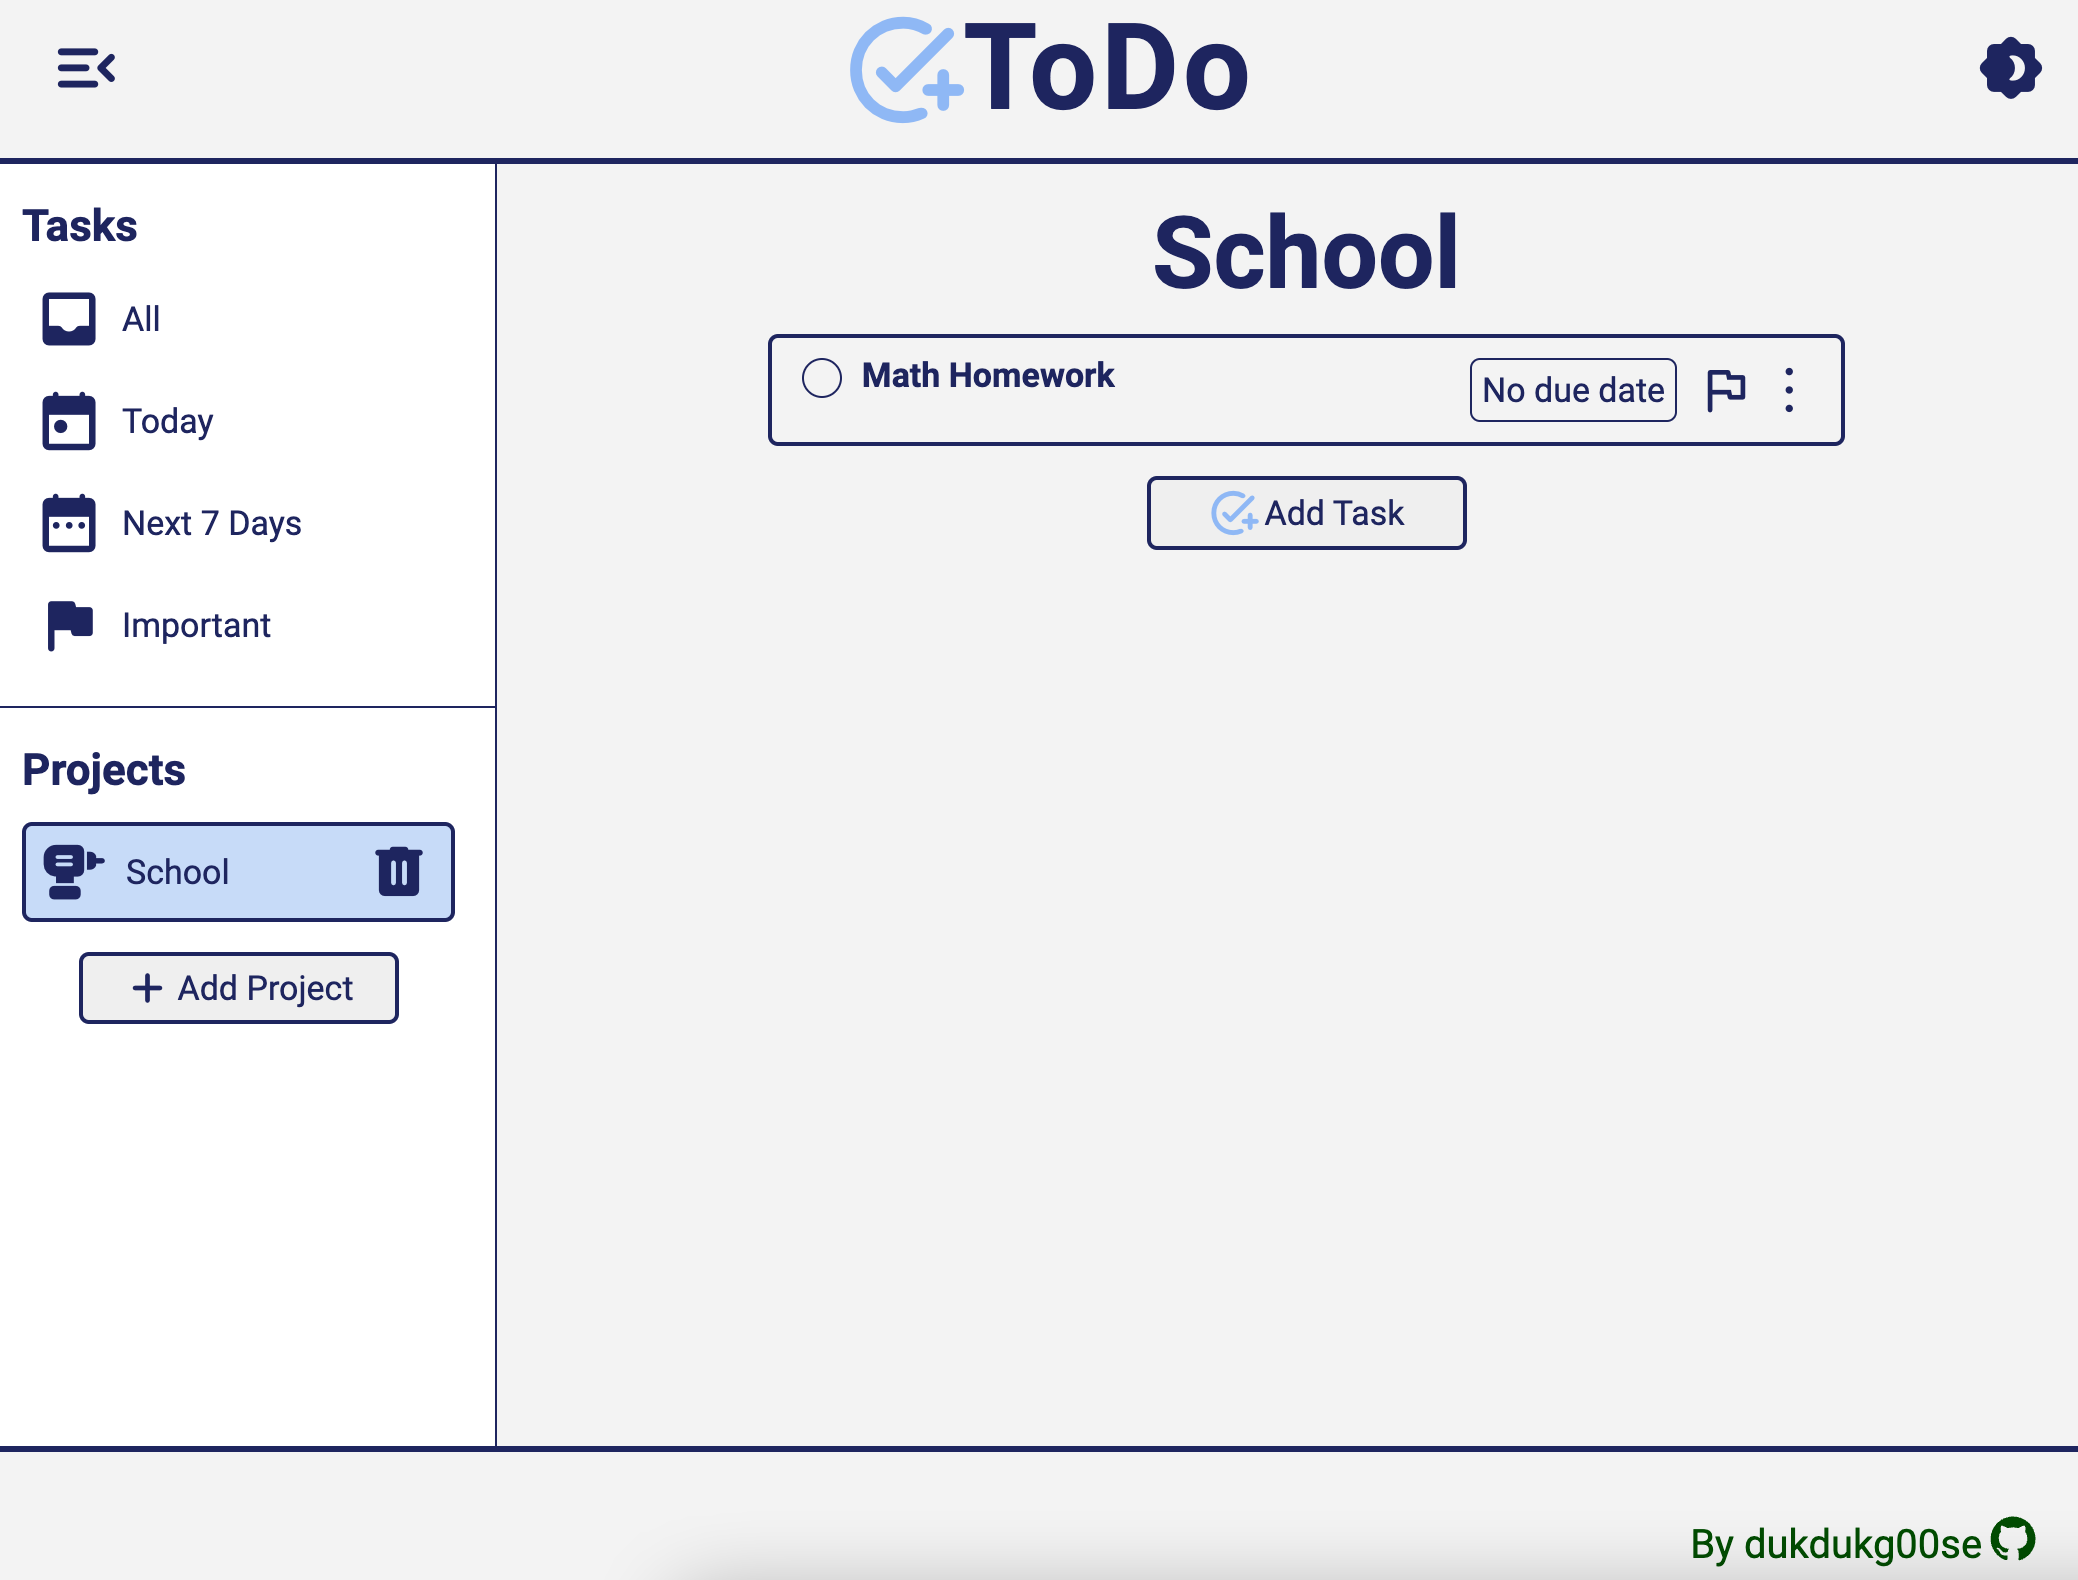 ToDo
Tasks
All
Today
Next 7 Days
Important
Projects
School
Add Project
School
Math Homework
No due date
Add Task
By dukdukg00se